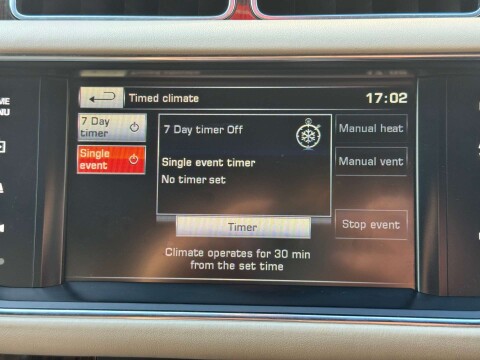 Timed climate
17:02
7 Day
timer
Single
event
7 Day timer Off
Single event timer
No timer set
Manual heat
Manual vent
Timer
Stop event
Climate operates for 30 min
from the set time